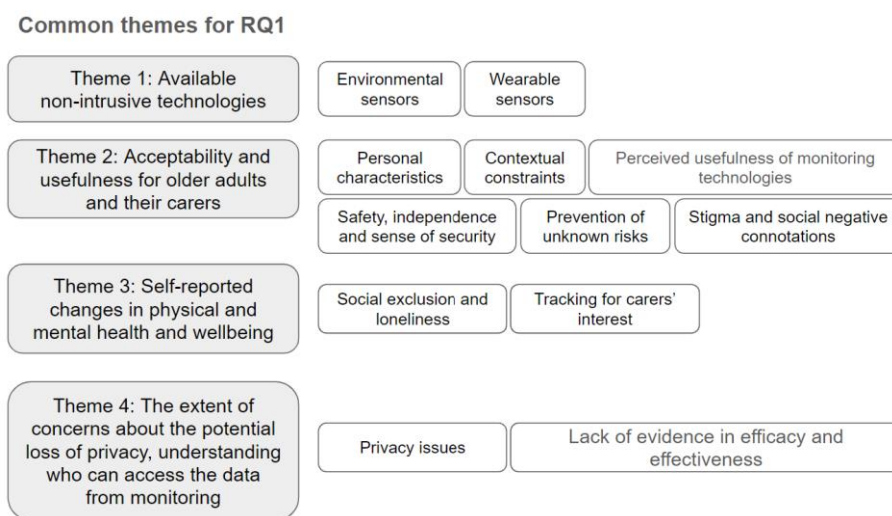 Common themes for RQ1
Theme 1: Available
non-intrusive technologies
Environmental
sensors
Wearable
sensors
Theme 2: Acceptability and
usefulness for older adults
and their carers
Personal
characteristics
Contextual
constraints
Perceived usefulness of monitoring
technologies
Safety, independence
and sense of security
Prevention of
unknown risks
Stigma and social negative
connotations
Theme 3: Self-reported
changes in physical and
mental health and wellbeing
Social exclusion and
loneliness
Tracking for carers’
interest
Theme 4: The extent of
concerns about the potential
loss of privacy, understanding
who can access the data
from monitoring
Privacy issues
Lack of evidence in efficacy and
effectiveness